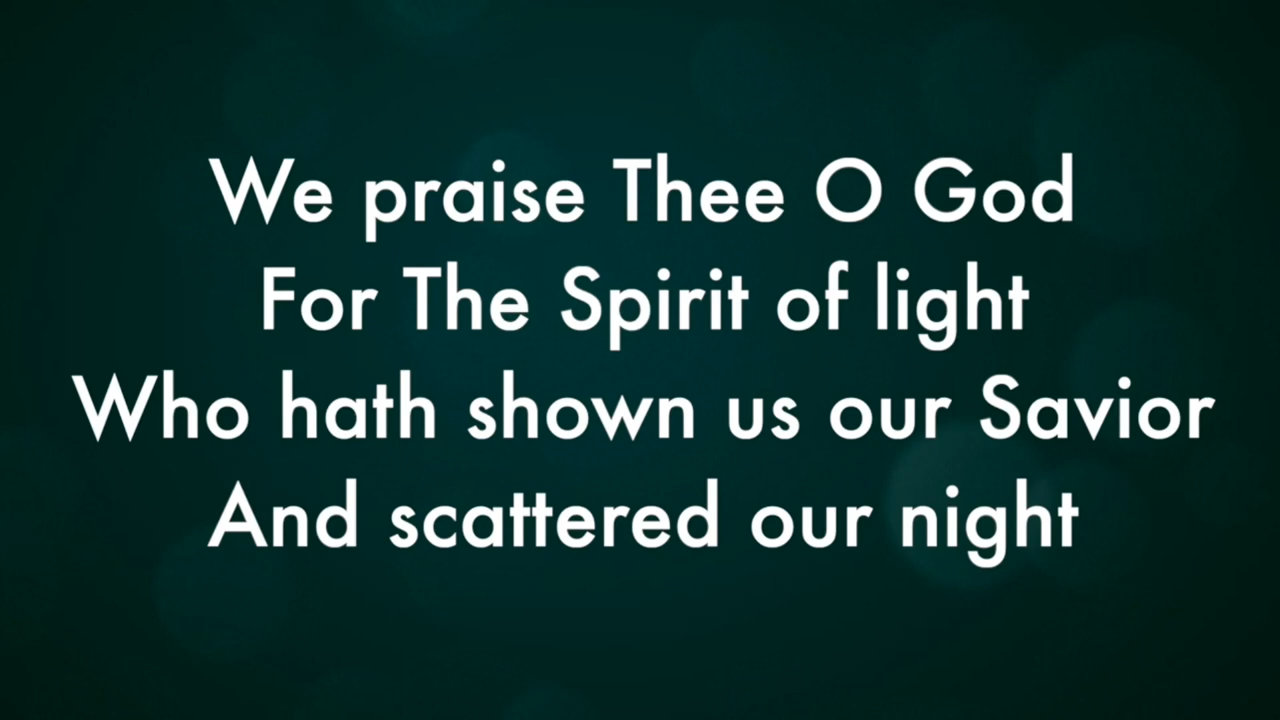 We praise Thee O God
For The Spirit of light
Who hath shown us our Savior
And scattered our night